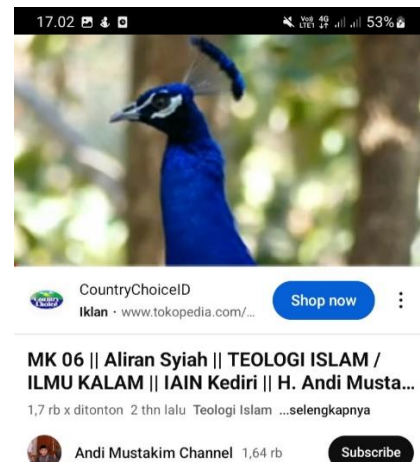 17.02 VoLTE1 4G 53%
CountryChoiceID
Iklan · www.tokopedia.com/...
Shop now
MK 06 || Aliran Syiah || TEOLOGI ISLAM /
ILMU KALAM || IAIN Kediri || H. Andi Musta...
1,7 rb x ditonton 2 thn lalu Teologi Islam ...selengkapnya
Andi Mustakim Channel 1,64 rb
Subscribe